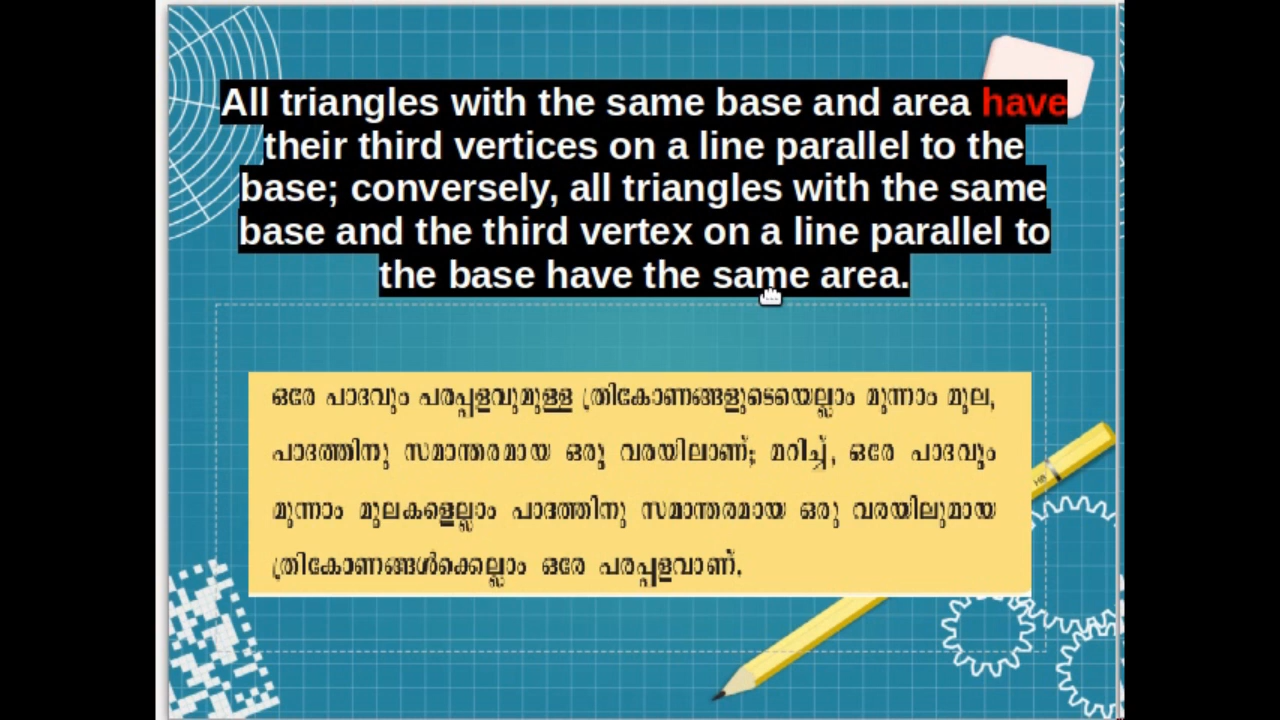 All triangles with the same base and area have
their third vertices on a line parallel to the
base; conversely, all triangles with the same
base and the third vertex on a line parallel to
the base have the same area.
ഒരേ പാദവും പരപ്പളവുമുള്ള ത്രികോണങ്ങളുടെയെല്ലാം മൂന്നാം മൂല,
പാദത്തിനു സമാന്തരമായ ഒരു വരയിലാണ്; മറിച്ച്, ഒരേ പാദവും
മൂന്നാം മൂലകളെല്ലാം പാദത്തിനു സമാന്തരമായ ഒരു വരയിലുമായ
ത്രികോണങ്ങൾക്കെല്ലാം ഒരേ പരപ്പളവാണ്.
HB